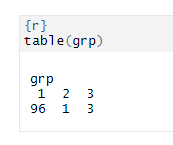 {r}
table(grp)
grp
1 2 3
96 1 3